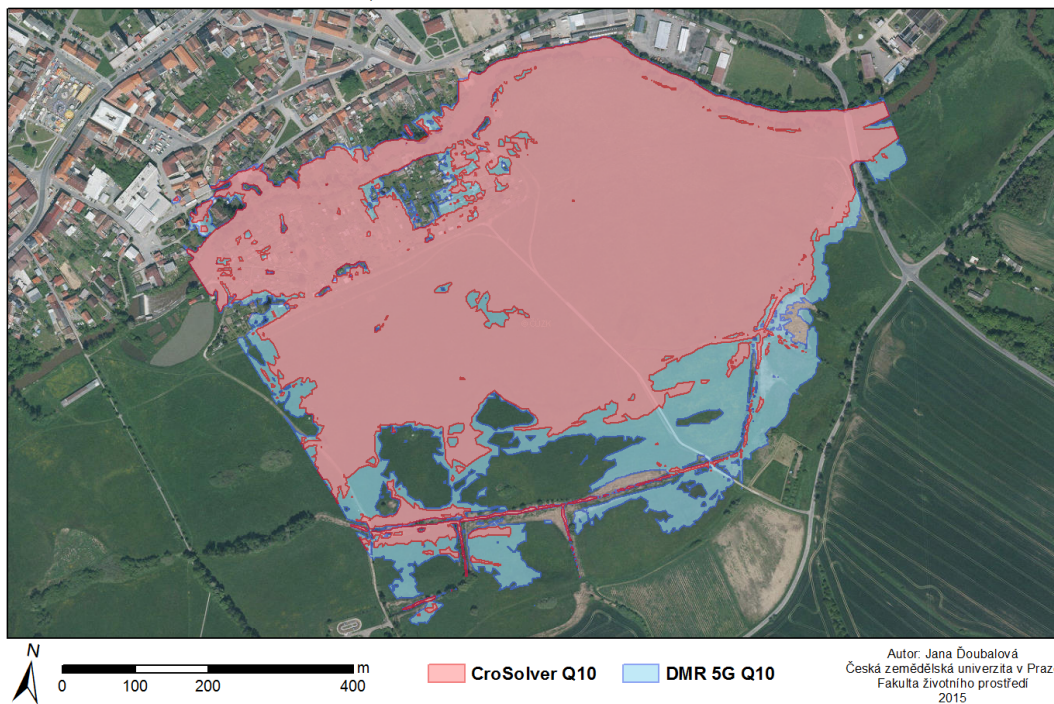 N
m
0 100 200 400
CroSolver Q10
DMR 5G Q10
Autor: Jana Ďoubalová
Česká zemědělská univerzita v Praz
Fakulta životního prostředí
2015